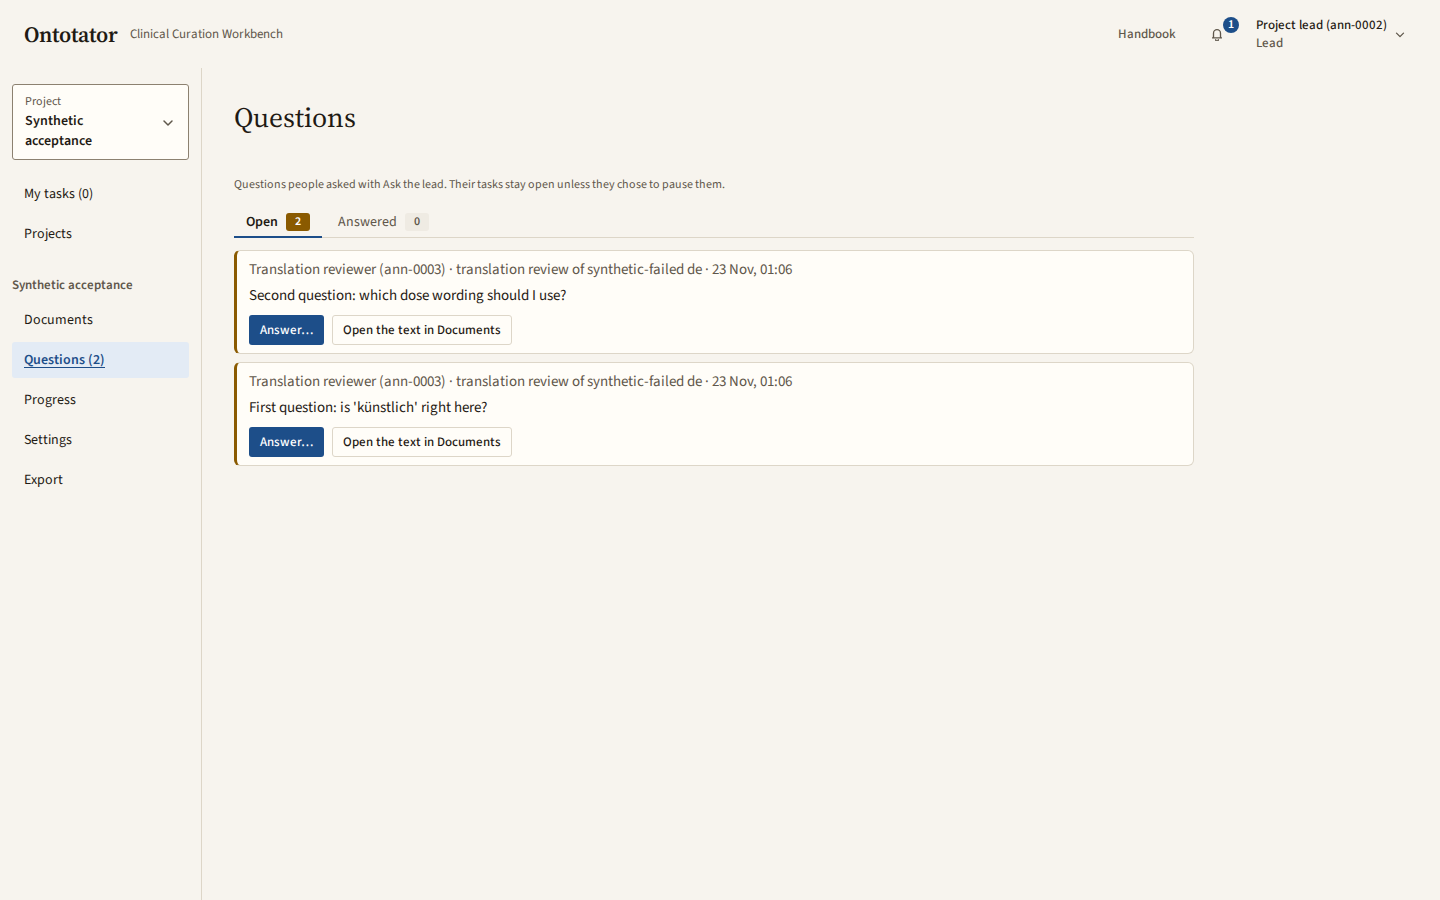 Ontotator Clinical Curation Workbench
Handbook
1
Project lead (ann-0002)
Lead
Project
Synthetic
acceptance
My tasks (0)
Projects
Synthetic acceptance
Documents
Questions (2)
Progress
Settings
Export
Questions
Questions people asked with Ask the lead. Their tasks stay open unless they chose to pause them.
Open 2 Answered 0
Translation reviewer (ann-0003) · translation review of synthetic-failed de · 23 Nov, 01:06
Second question: which dose wording should I use?
Answer... Open the text in Documents
Translation reviewer (ann-0003) · translation review of synthetic-failed de · 23 Nov, 01:06
First question: is 'künstlich' right here?
Answer... Open the text in Documents